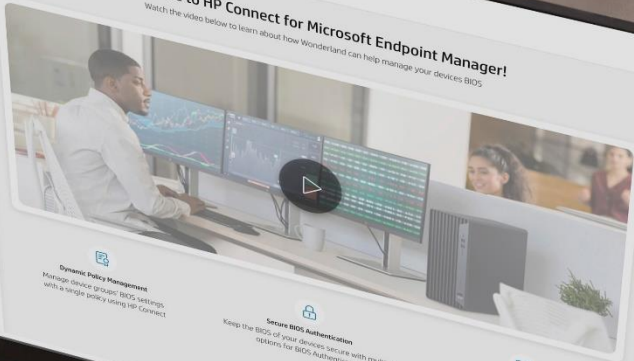 to HP Connect for Microsoft Endpoint Manager!
Watch the video below to learn about how Wonderland can help manage your devices BIOS
Dynamic Policy Management
Manage device groups' BIOS settings
with a single policy using HP Connect
Secure BIOS Authentication
Keep the BIOS of your devices secure with
options for BIOS